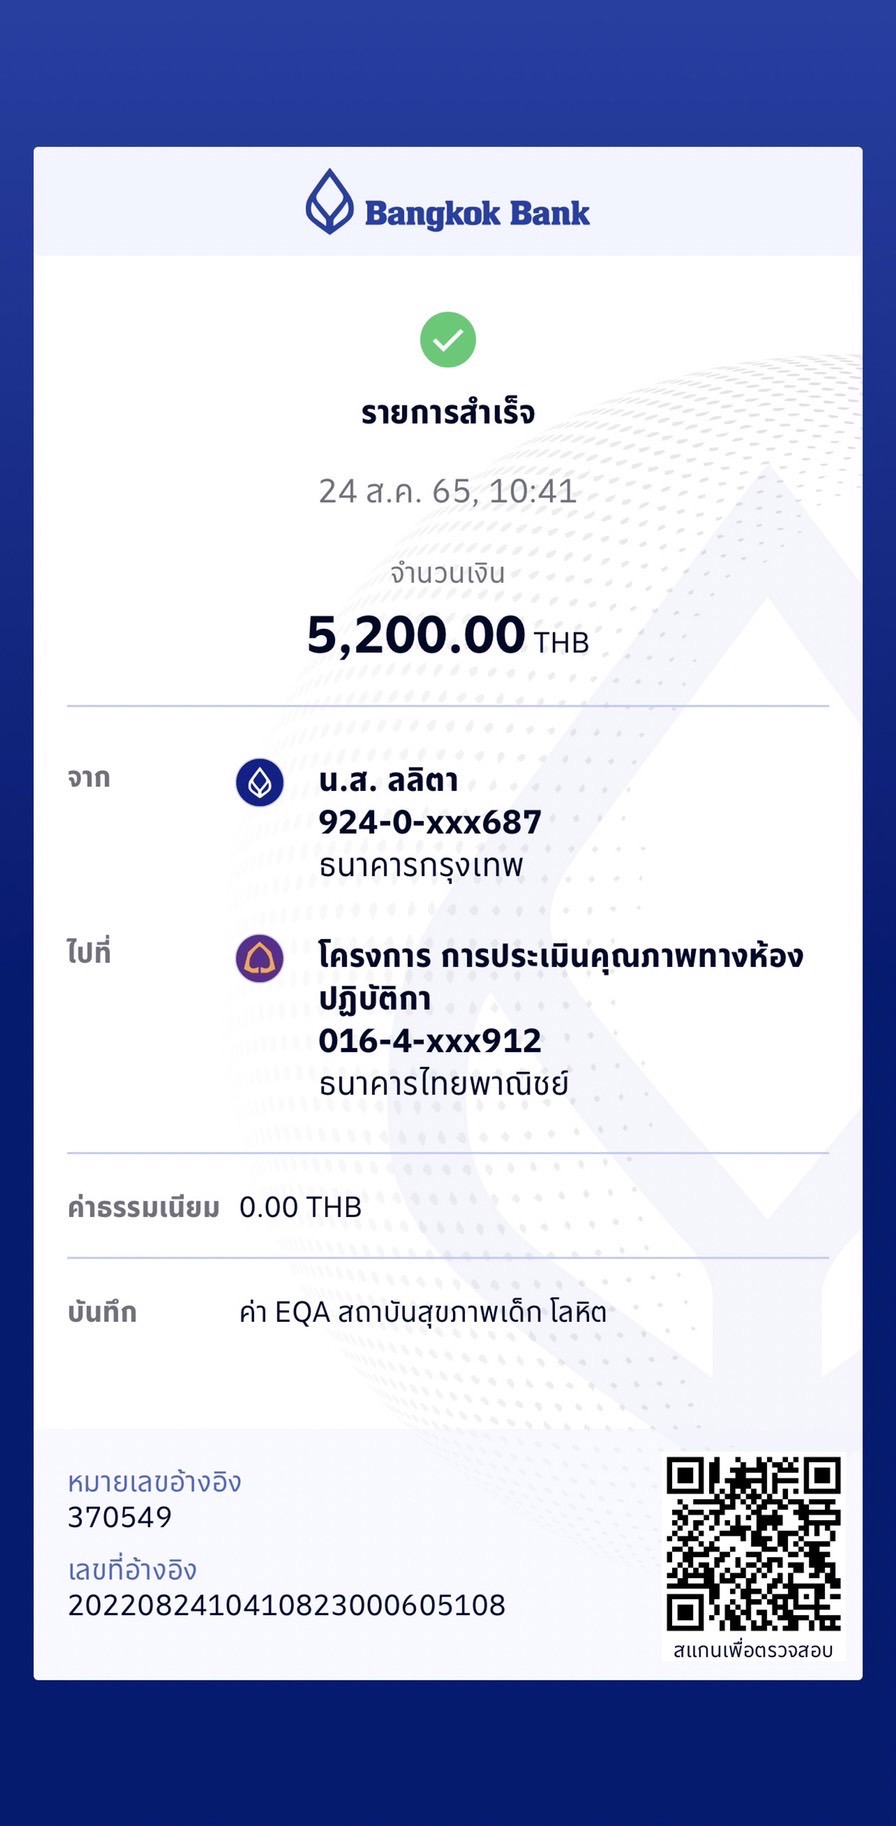 Bangkok Bank
รายการสำเร็จ
24 ส.ค. 65, 10:41
จำนวนเงิน
5,200.00 THB
จาก
น.ส. ลลิตา
924-0-xxx687
ธนาคารกรุงเทพ
ไปที่
โครงการ การประเมินคุณภาพทางห้อง
ปฏิบัติกา
016-4-xxx912
ธนาคารไทยพาณิชย์
ค่าธรรมเนียม 0.00 THB
บันทึก ค่า EQA สถาบันสุขภาพเด็ก โลหิต
หมายเลขอ้างอิง
370549
เลขที่อ้างอิง
2022082410410823000605108
สแกนเพื่อตรวจสอบ